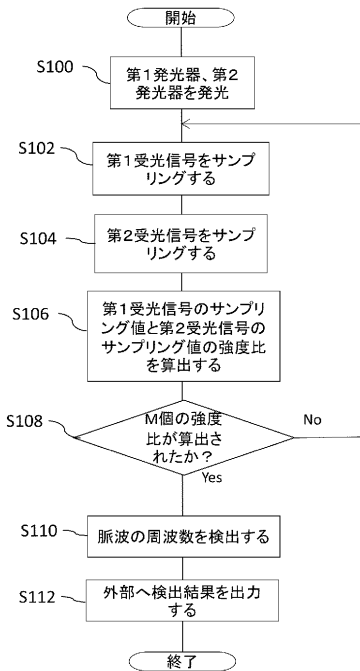 開始
S100
第1発光器、第2
発光器を発光
S102
第1受光信号をサンプ
リングする
S104
第2受光信号をサンプ
リングする
S106
第1受光信号のサンプリ
ング値と第2受光信号の
サンプリング値の強度比
を算出する
S108
M個の強度
比が算出さ
れたか？
No
Yes
S110
脈波の周波数を検出する
S112
外部へ検出結果を出力
する
終了